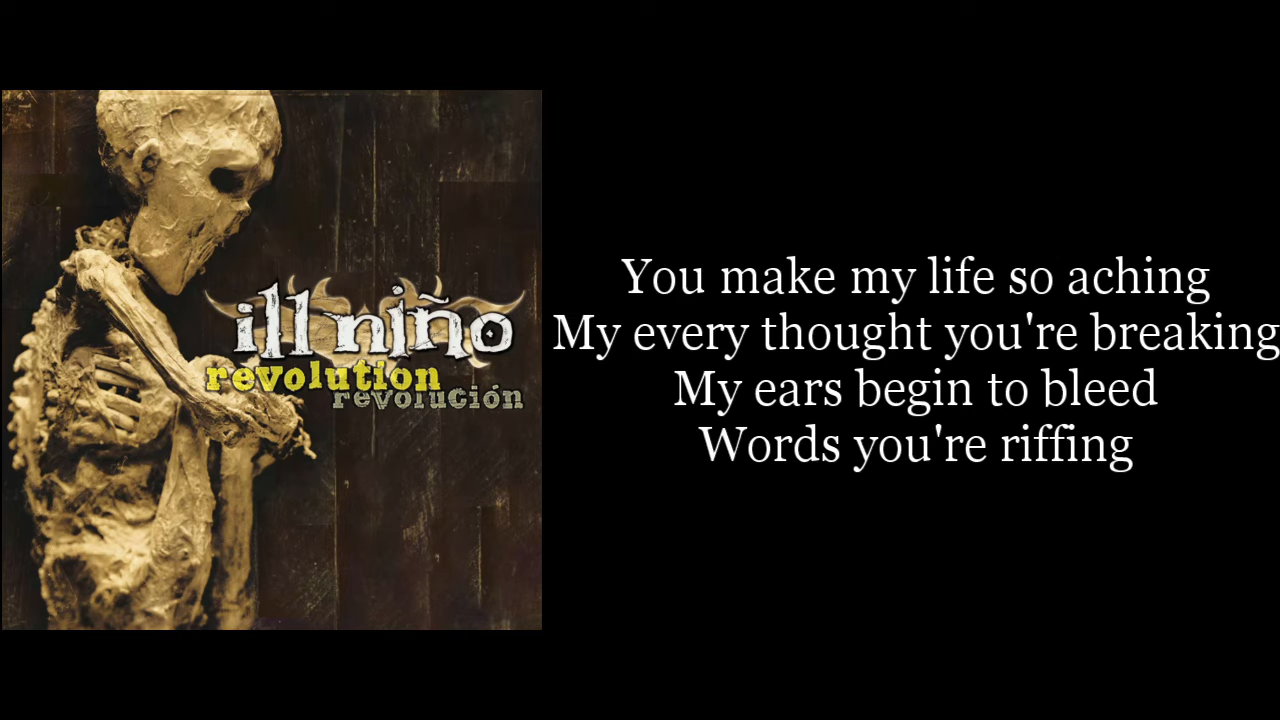 ill niño
revolution
revolución
You make my life so aching
My every thought you're breaking
My ears begin to bleed
Words you're riffing